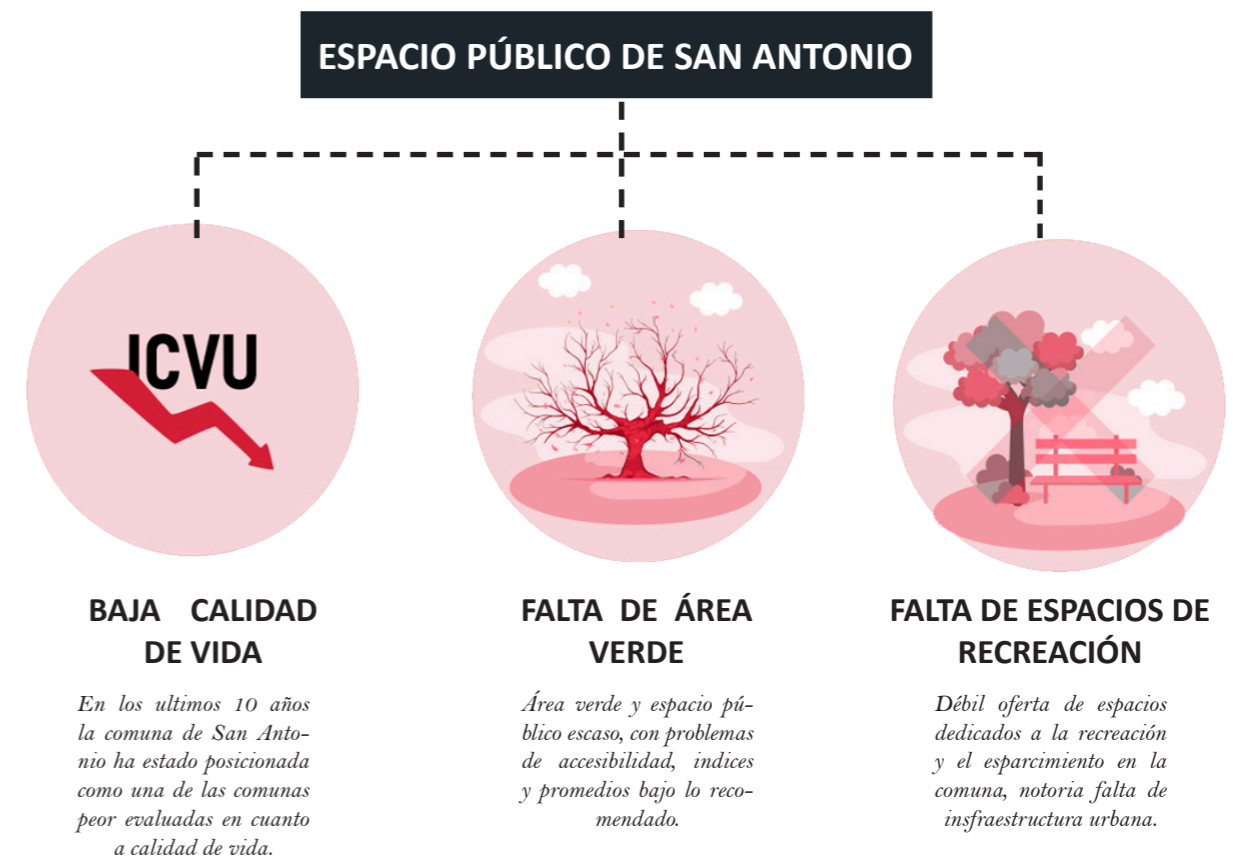 ESPACIO PÚBLICO DE SAN ANTONIO
ICVU
BAJA CALIDAD
DE VIDA
En los ultimos 10 años
la comuna de San Anto-
nio ha estado posicionada
como una de las comunas
peor evaluadas en cuanto
a calidad de vida.
FALTA DE ÁREA
VERDE
Área verde y espacio pú-
blico escaso, con problemas
de accesibilidad, indices
y promedios bajo lo reco-
mendado.
FALTA DE ESPACIOS DE
RECREACIÓN
Débil oferta de espacios
dedicados a la recreación
y el esparcimiento en la
comuna, notoria falta de
insfraestructura urbana.